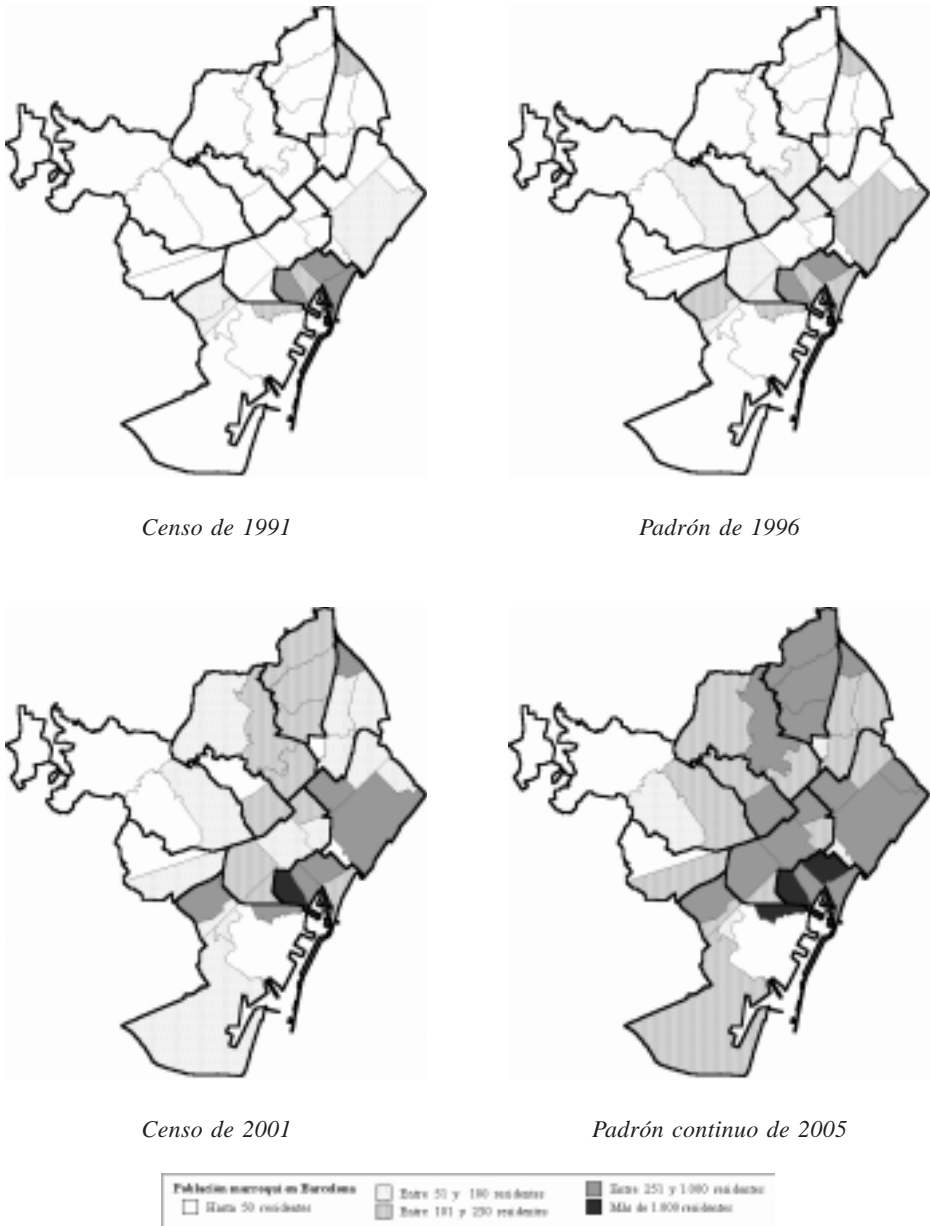 Censo de 1991
Padrón de 1996
Censo de 2001
Padrón continuo de 2005
Población marroquí en Barcelona
Hasta 50 residentes
Entre 51 y 100 residentes
Entre 101 y 250 residentes
Entre 251 y 1.000 residentes
Más de 1.000 residentes